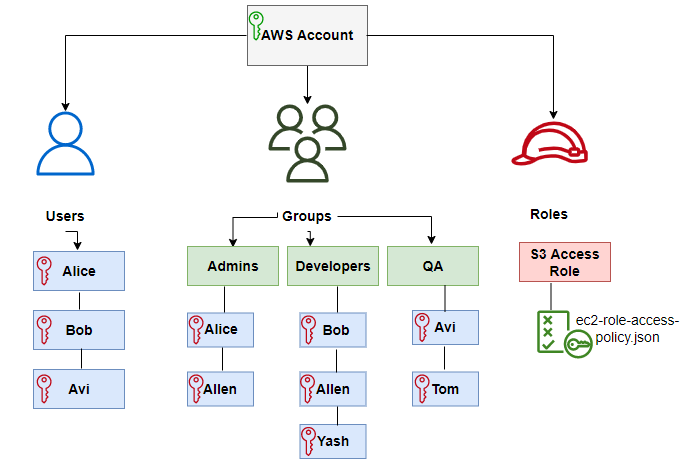 AWS Account
Users
Groups
Roles
Alice
Bob
Avi
Admins
Alice
Allen
Developers
Bob
Allen
Yash
QA
Avi
Tom
S3 Access
Role
ec2-role-access-
policy.json